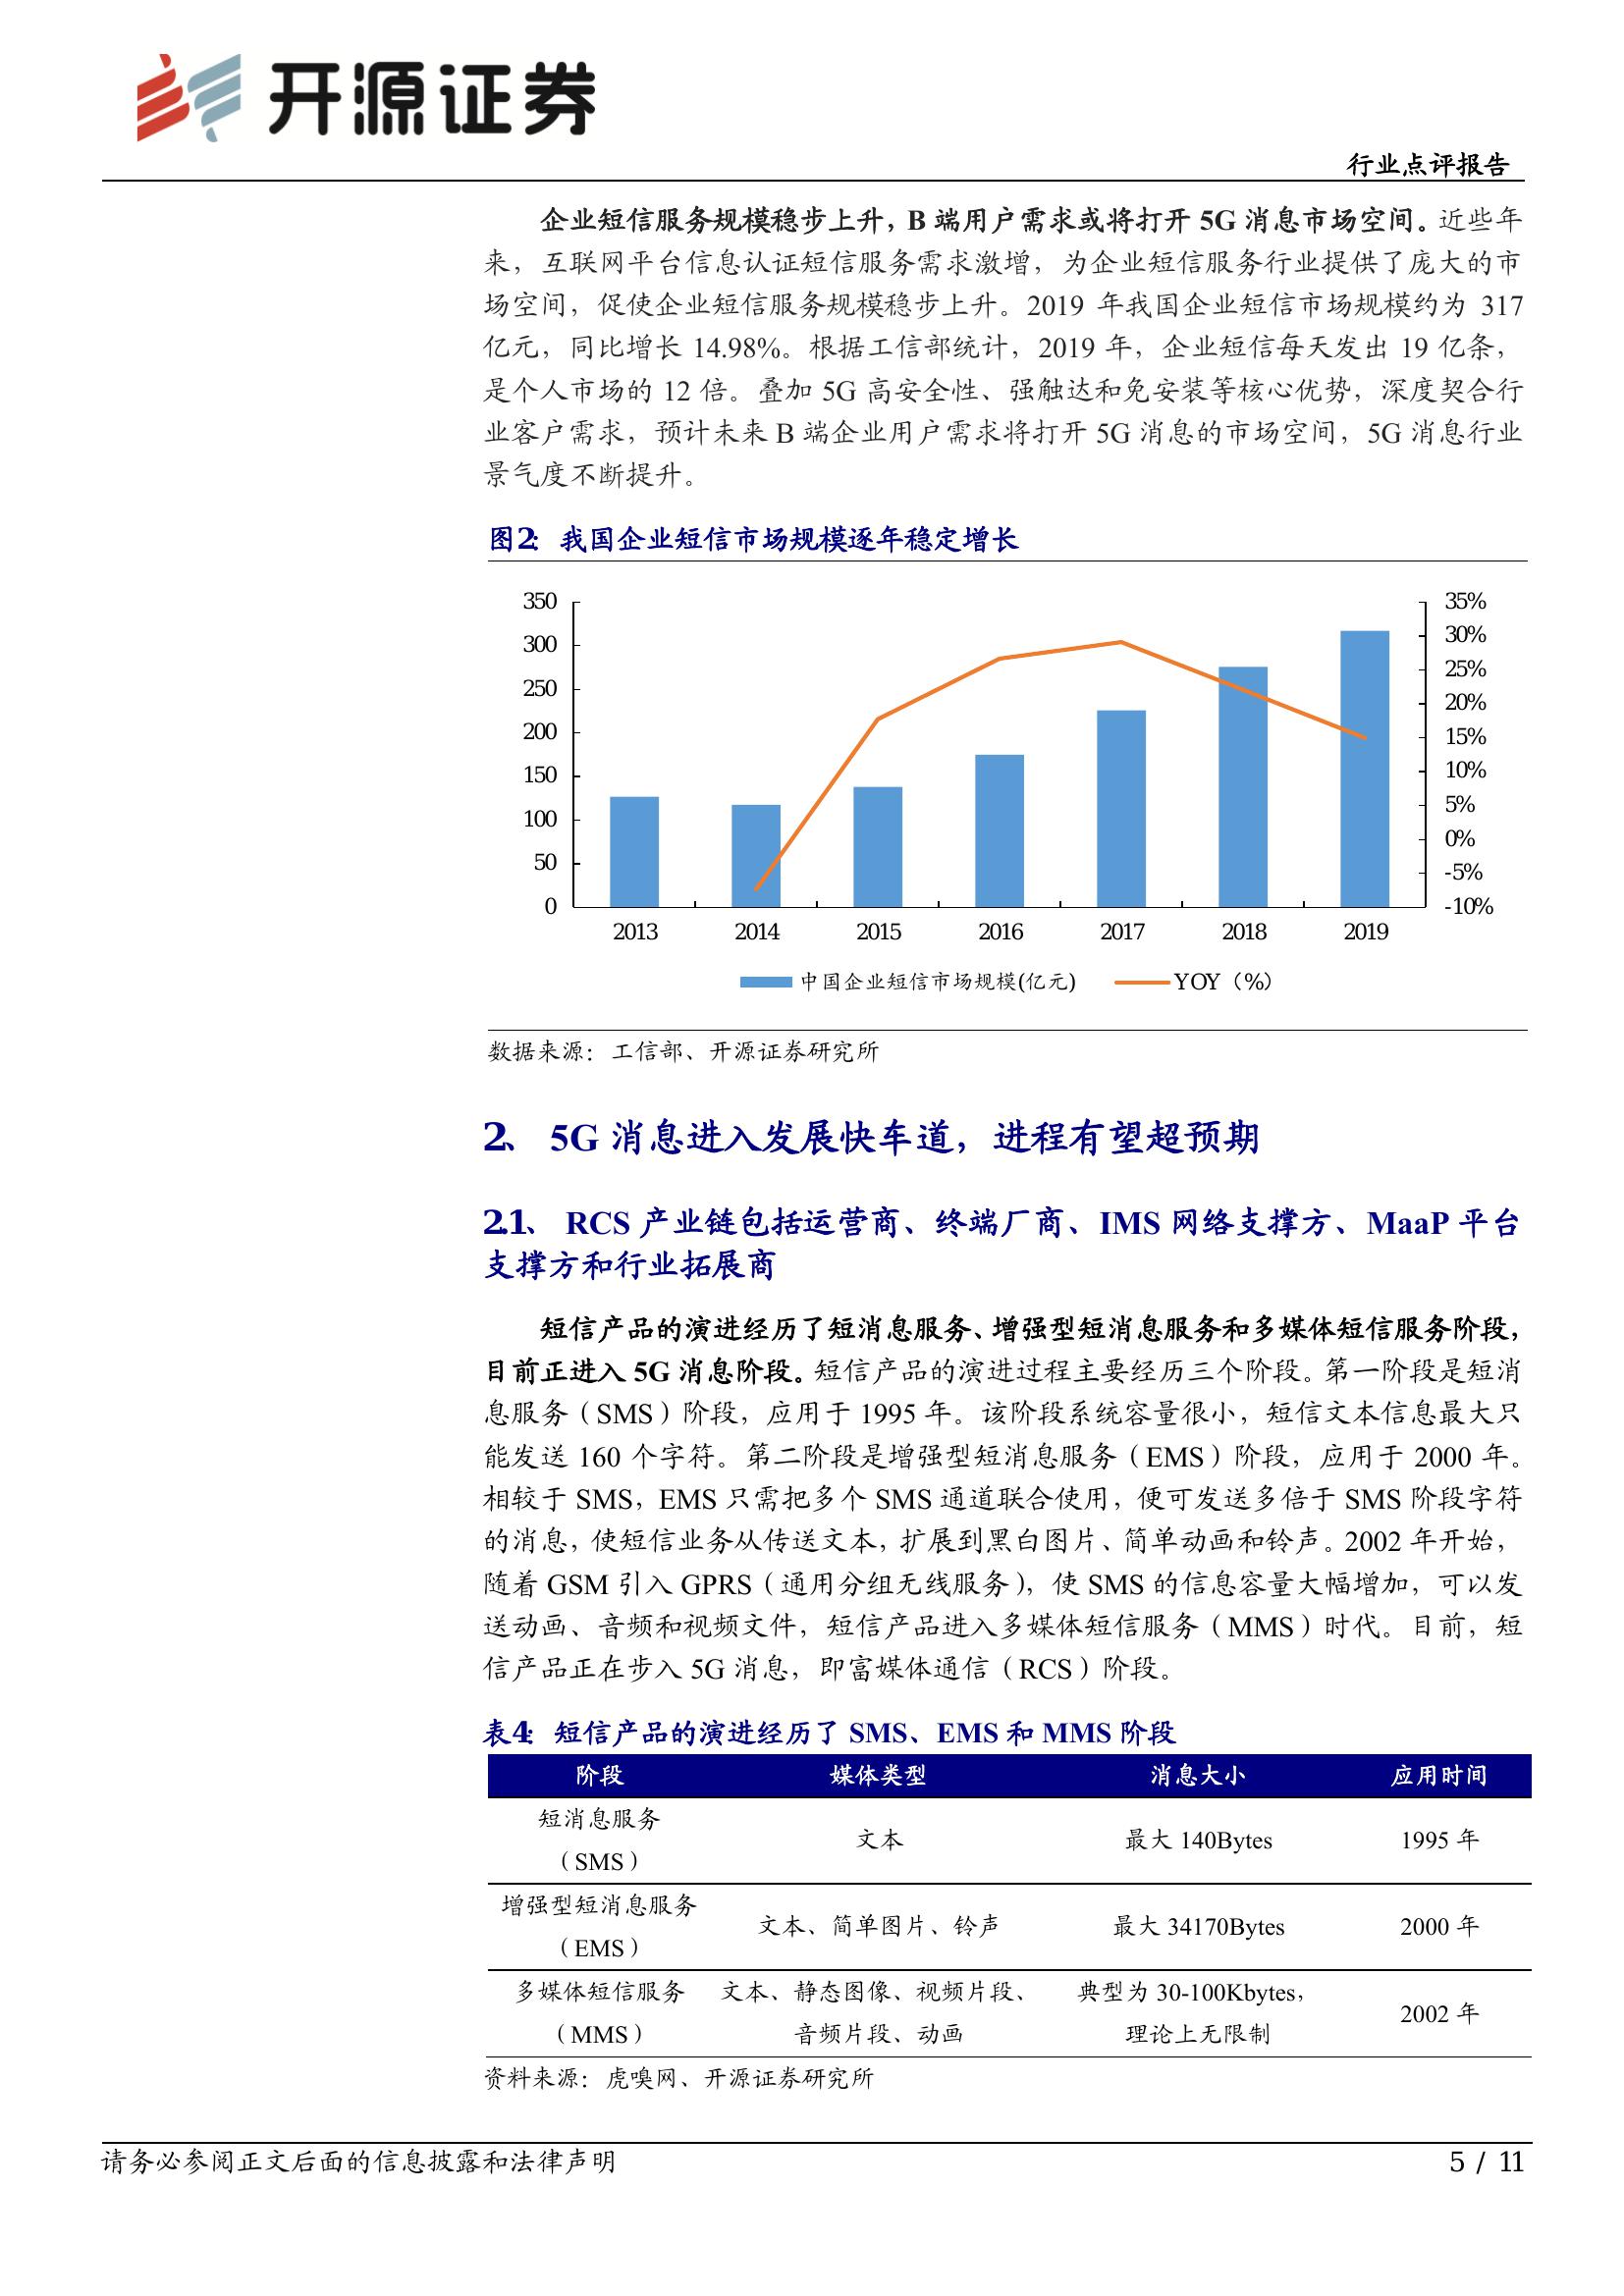 开源证券
行业点评报告
企业短信服务规模稳步上升，B 端用户需求或将打开 5G 消息市场空间。近些年
来，互联网平台信息认证短信服务需求激增，为企业短信服务行业提供了庞大的市
场空间，促使企业短信服务规模稳步上升。2019 年我国企业短信市场规模约为 317
亿元，同比增长 14.98%。根据工信部统计，2019 年，企业短信每天发出 19 亿条，
是个人市场的 12 倍。叠加 5G 高安全性、强触达和免安装等核心优势，深度契合行
业客户需求，预计未来 B 端企业用户需求将打开 5G 消息的市场空间，5G 消息行业
景气度不断提升。
图2：我国企业短信市场规模逐年稳定增长
350 35%
300 30%
250 25%
200 20%
150 15%
100 10%
50 5%
0 0%
-5%
-10%
2013 2014 2015 2016 2017 2018 2019
中国企业短信市场规模(亿元) YOY（%）
数据来源：工信部、开源证券研究所
2、 5G 消息进入发展快车道，进程有望超预期
2.1、 RCS 产业链包括运营商、终端厂商、IMS 网络支撑方、MaaP 平台
支撑方和行业拓展商
短信产品的演进经历了短消息服务、增强型短消息服务和多媒体短信服务阶段，
目前正进入 5G 消息阶段。短信产品的演进过程主要经历三个阶段。第一阶段是短消
息服务（SMS）阶段，应用于 1995 年。该阶段系统容量很小，短信文本信息最大只
能发送 160 个字符。第二阶段是增强型短消息服务（EMS）阶段，应用于 2000 年。
相较于 SMS，EMS 只需把多个 SMS 通道联合使用，便可发送多倍于 SMS 阶段字符
的消息，使短信业务从传送文本，扩展到黑白图片、简单动画和铃声。2002 年开始，
随着 GSM 引入 GPRS（通用分组无线服务），使 SMS 的信息容量大幅增加，可以发
送动画、音频和视频文件，短信产品进入多媒体短信服务（MMS）时代。目前，短
信产品正在步入 5G 消息，即富媒体通信（RCS）阶段。
表4：短信产品的演进经历了 SMS、EMS 和 MMS 阶段
阶段 媒体类型 消息大小 应用时间
短消息服务
（SMS） 文本 最大 140Bytes 1995 年
增强型短消息服务
（EMS） 文本、简单图片、铃声 最大 34170Bytes 2000 年
多媒体短信服务 文本、静态图像、视频片段、 典型为 30-100Kbytes， 2002 年
（MMS） 音频片段、动画 理论上无限制
资料来源：虎嗅网、开源证券研究所
请务必参阅正文后面的信息披露和法律声明 5 / 11